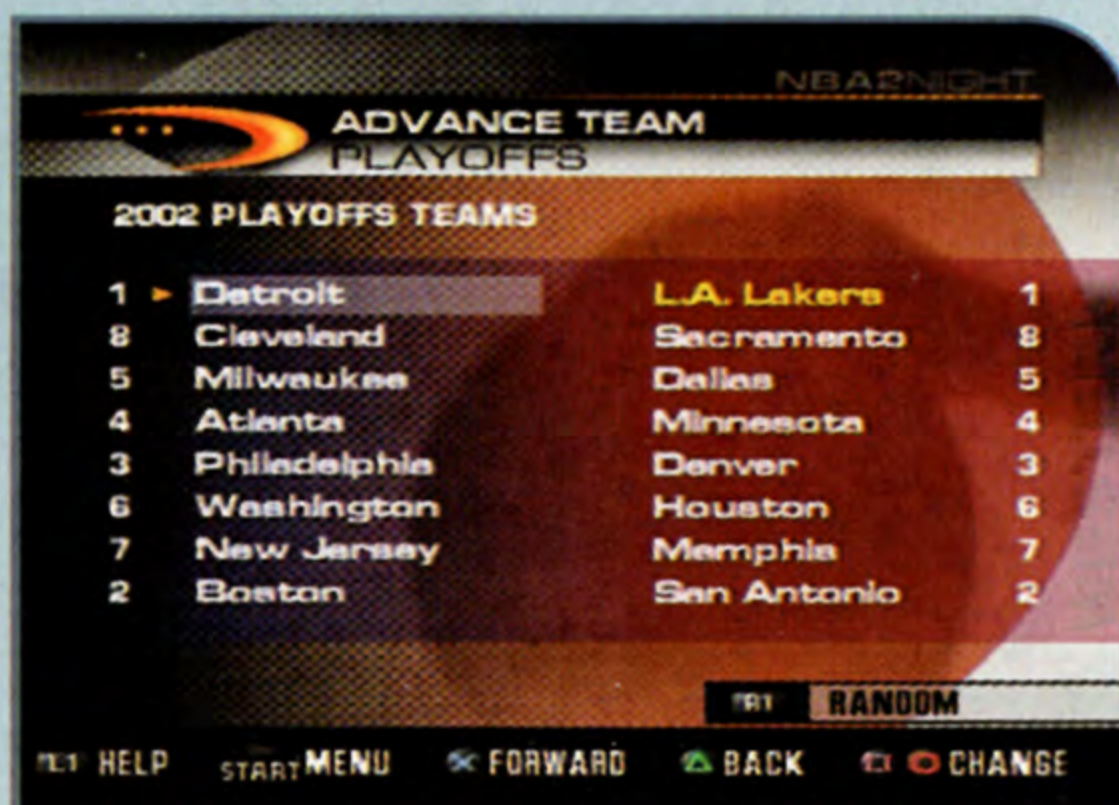 NBA2NIGHT
ADVANCE TEAM
PLAYOFFS
2002 PLAYOFFS TEAMS
1 Detroit L.A. Lakers 1
8 Cleveland Sacramento 8
5 Milwaukee Dallas 5
4 Atlanta Minnesota 4
3 Philadelphia Denver 3
6 Washington Houston 6
7 New Jersey Memphis 7
2 Boston San Antonio 2
RANDOM
HELP START MENU FORWARD BACK CHANGE